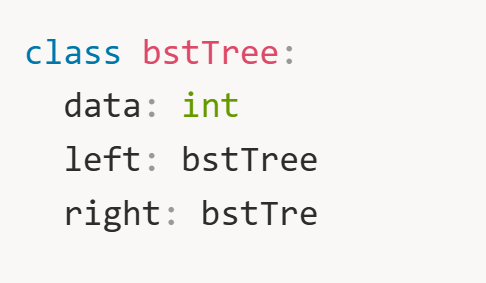 class bstTree:
  data: int
  left: bstTree
  right: bstTre